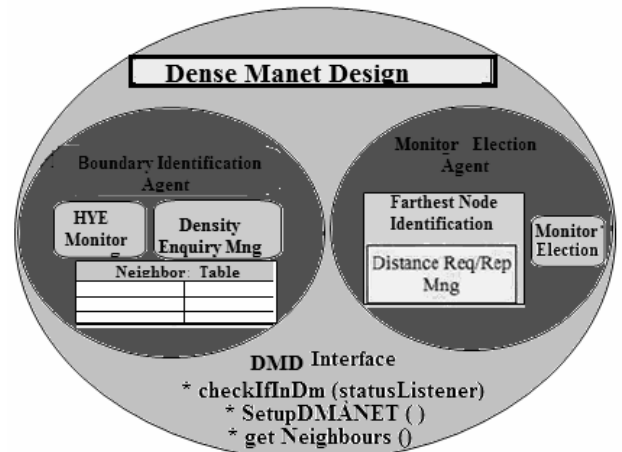 Dense Manet Design
Boundary Identification
Agent
HYE
Monitor
Density
Enquiry Mng
Neighbor: Table
Monitor Election
Agent
Farthest Node
Identification
Distance Req/Rep
Mng
Monitor
Election
DMD Interface
* checkIfInDm (statusListener)
* SetupDMANET ( )
* get Neighbours ()